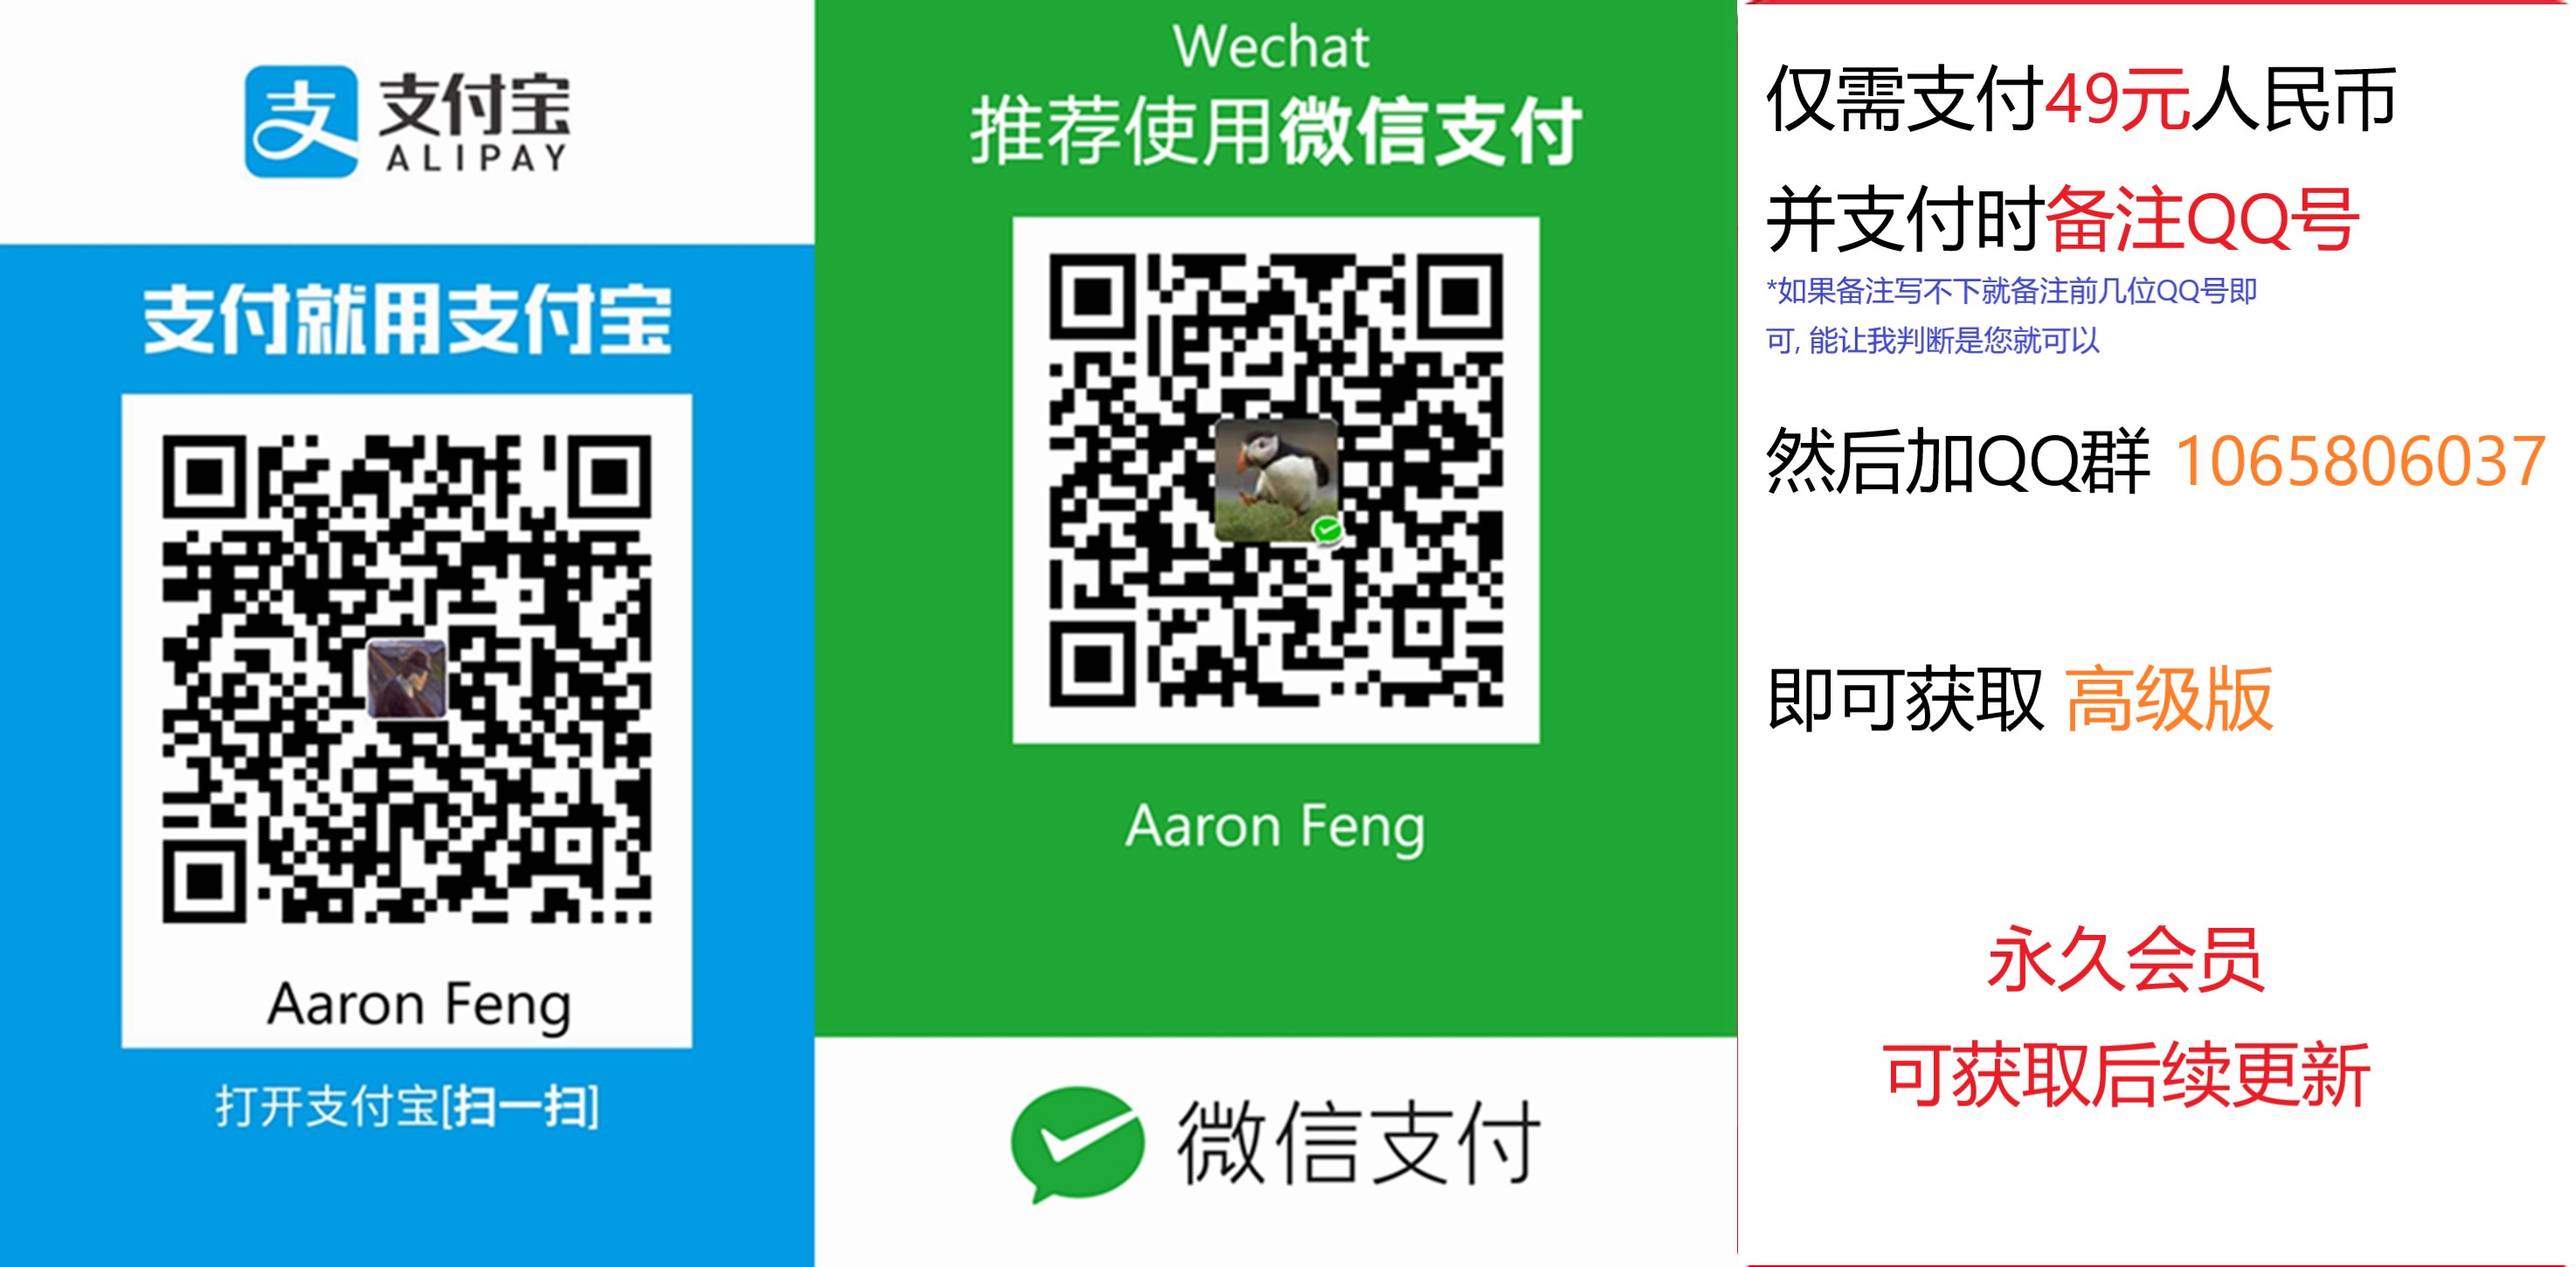 支付宝
ALIPAY
支付就用支付宝
Aaron Feng
打开支付宝[扫一扫]
Wechat
推荐使用微信支付
Aaron Feng
微信支付
仅需支付49元人民币
并支付时备注QQ号
*如果备注写不下就备注前几位QQ号即
可, 能让我判断是您就可以
然后加QQ群 1065806037
即可获取 高级版
永久会员
可获取后续更新